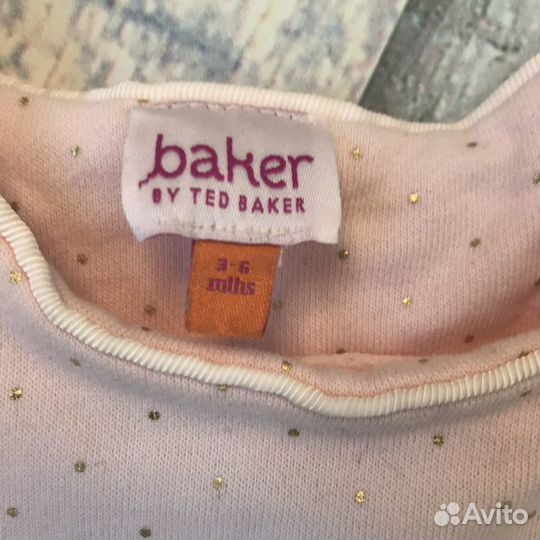 baker
BY TED BAKER
3-6
mths
Avito